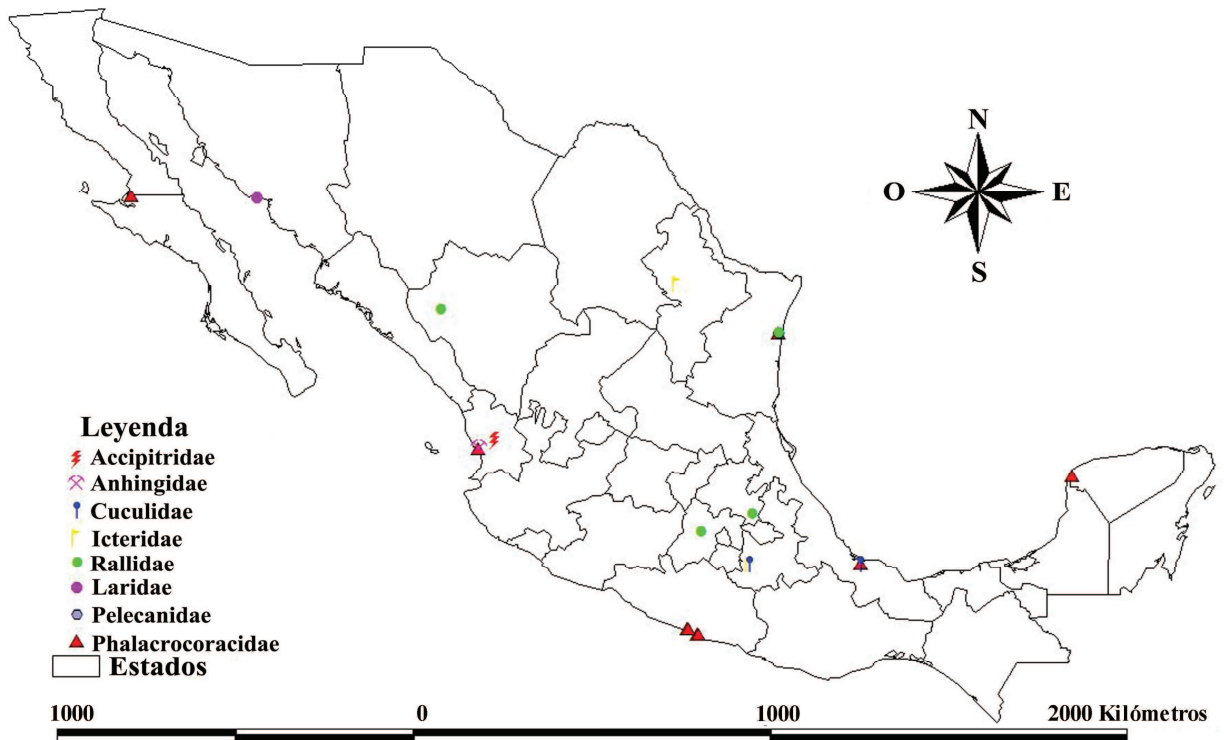 N
O
E
S
Leyenda
Accipitridae
Anhingidae
Cuculidae
Icteridae
Rallidae
Laridae
Pelecanidae
Phalacrocoracidae
Estados
1000 0 1000 2000 Kilómetros